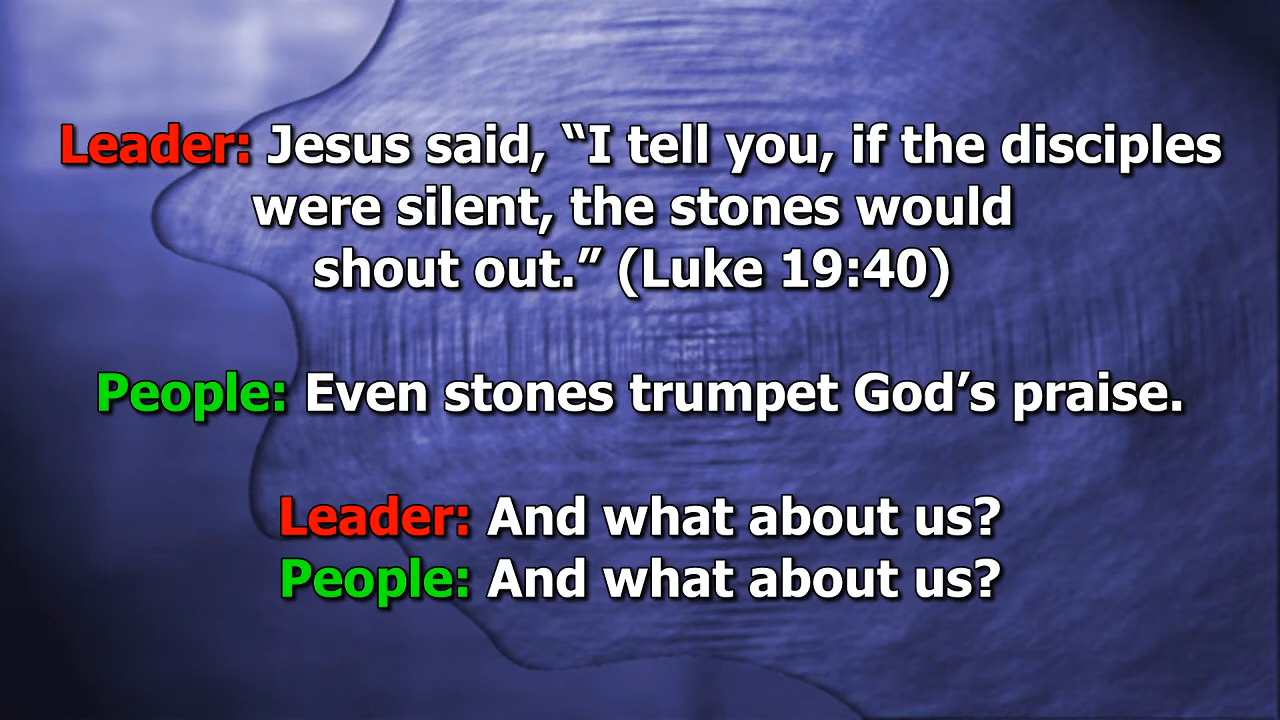 Leader: Jesus said, “I tell you, if the disciples
were silent, the stones would
shout out.” (Luke 19:40)
People: Even stones trumpet God’s praise.
Leader: And what about us?
People: And what about us?